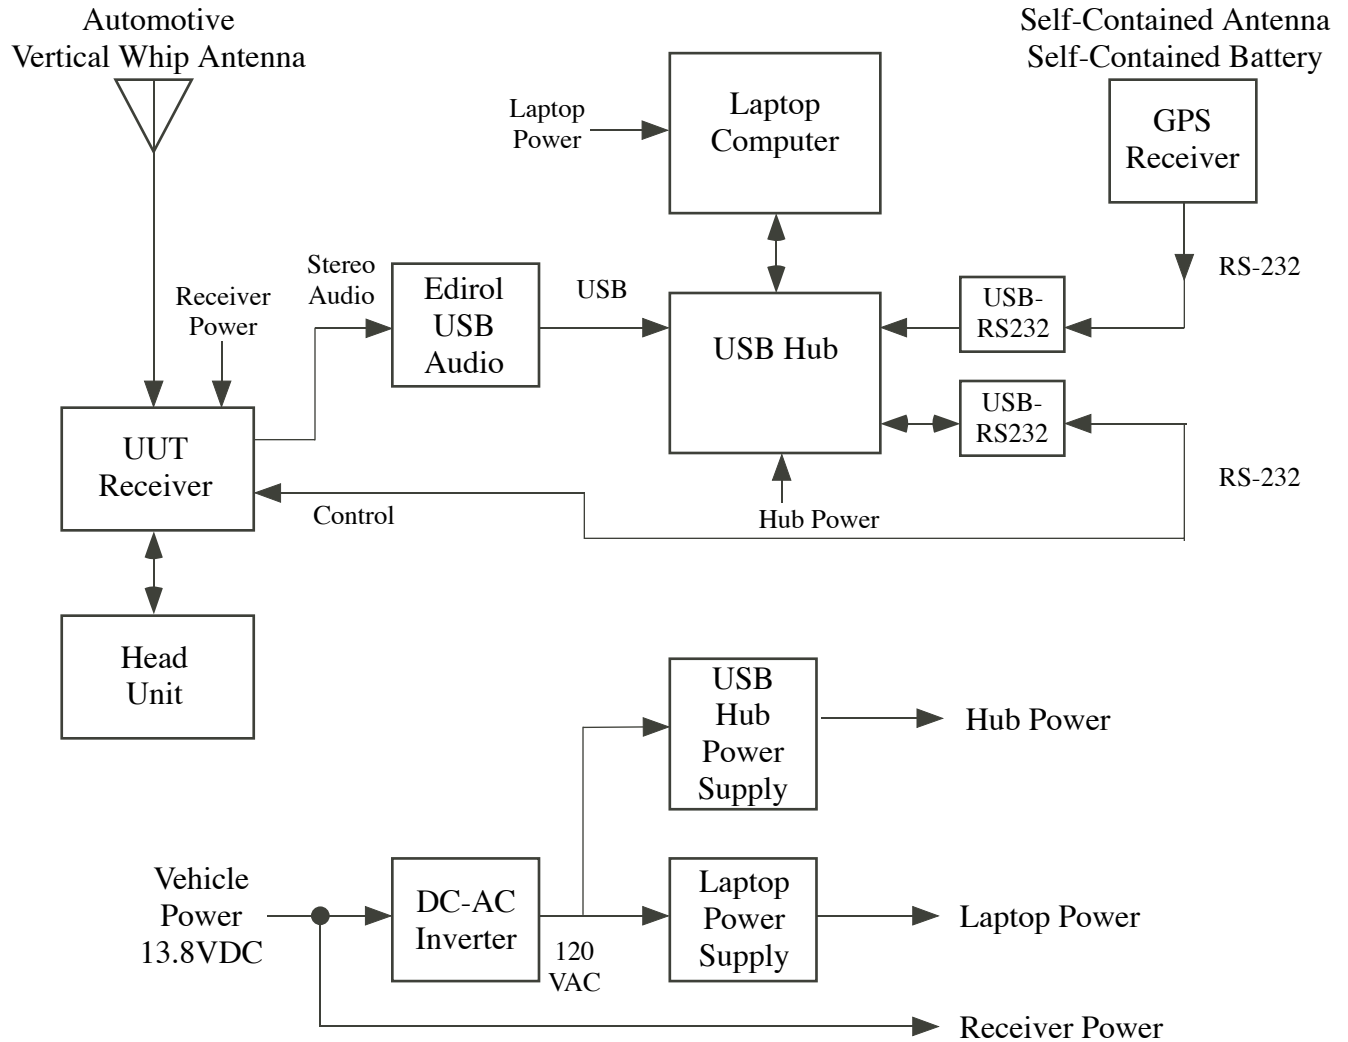 Automotive
Vertical Whip Antenna
Self-Contained Antenna
Self-Contained Battery
Laptop
Power
Laptop
Computer
GPS
Receiver
Stereo
Audio
Receiver
Power
Edirol
USB
Audio
USB
USB Hub
USB-
RS232
RS-232
USB-
RS232
RS-232
UUT
Receiver
Control
Hub Power
Head
Unit
USB
Hub
Power
Supply
Hub Power
Vehicle
Power
13.8VDC
DC-AC
Inverter
120
VAC
Laptop
Power
Supply
Laptop Power
Receiver Power